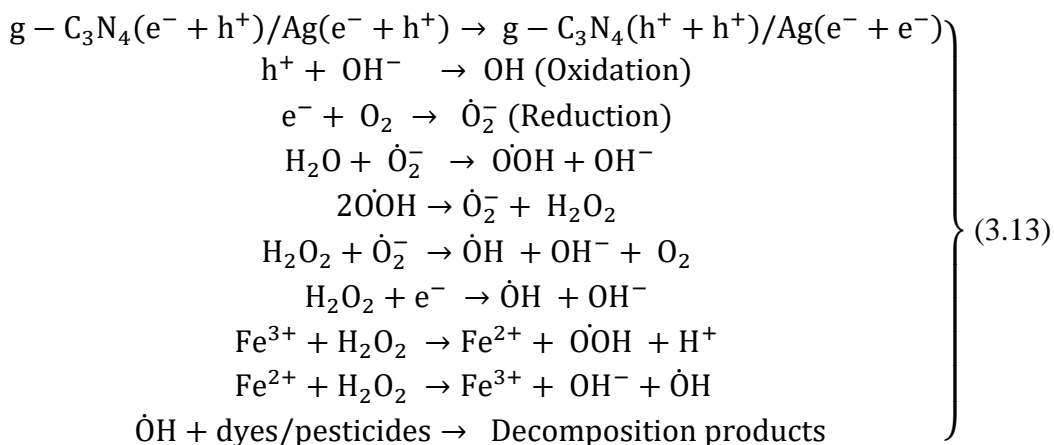 g − C₃N₄(e⁻ + h⁺)/Ag(e⁻ + h⁺) → g − C₃N₄(h⁺ + h⁺)/Ag(e⁻ + e⁻)
h⁺ + OH⁻ → OH (Oxidation)
e⁻ + O₂ → Ȯ₂⁻ (Reduction)
H₂O + Ȯ₂⁻ → OȮH + OH⁻
2OȮH → Ȯ₂⁻ + H₂O₂
H₂O₂ + Ȯ₂⁻ → ȮH + OH⁻ + O₂
H₂O₂ + e⁻ → ȮH + OH⁻
Fe³⁺ + H₂O₂ → Fe²⁺ + OȮH + H⁺
Fe²⁺ + H₂O₂ → Fe³⁺ + OH⁻ + ȮH
ȮH + dyes/pesticides → Decomposition products
(3.13)